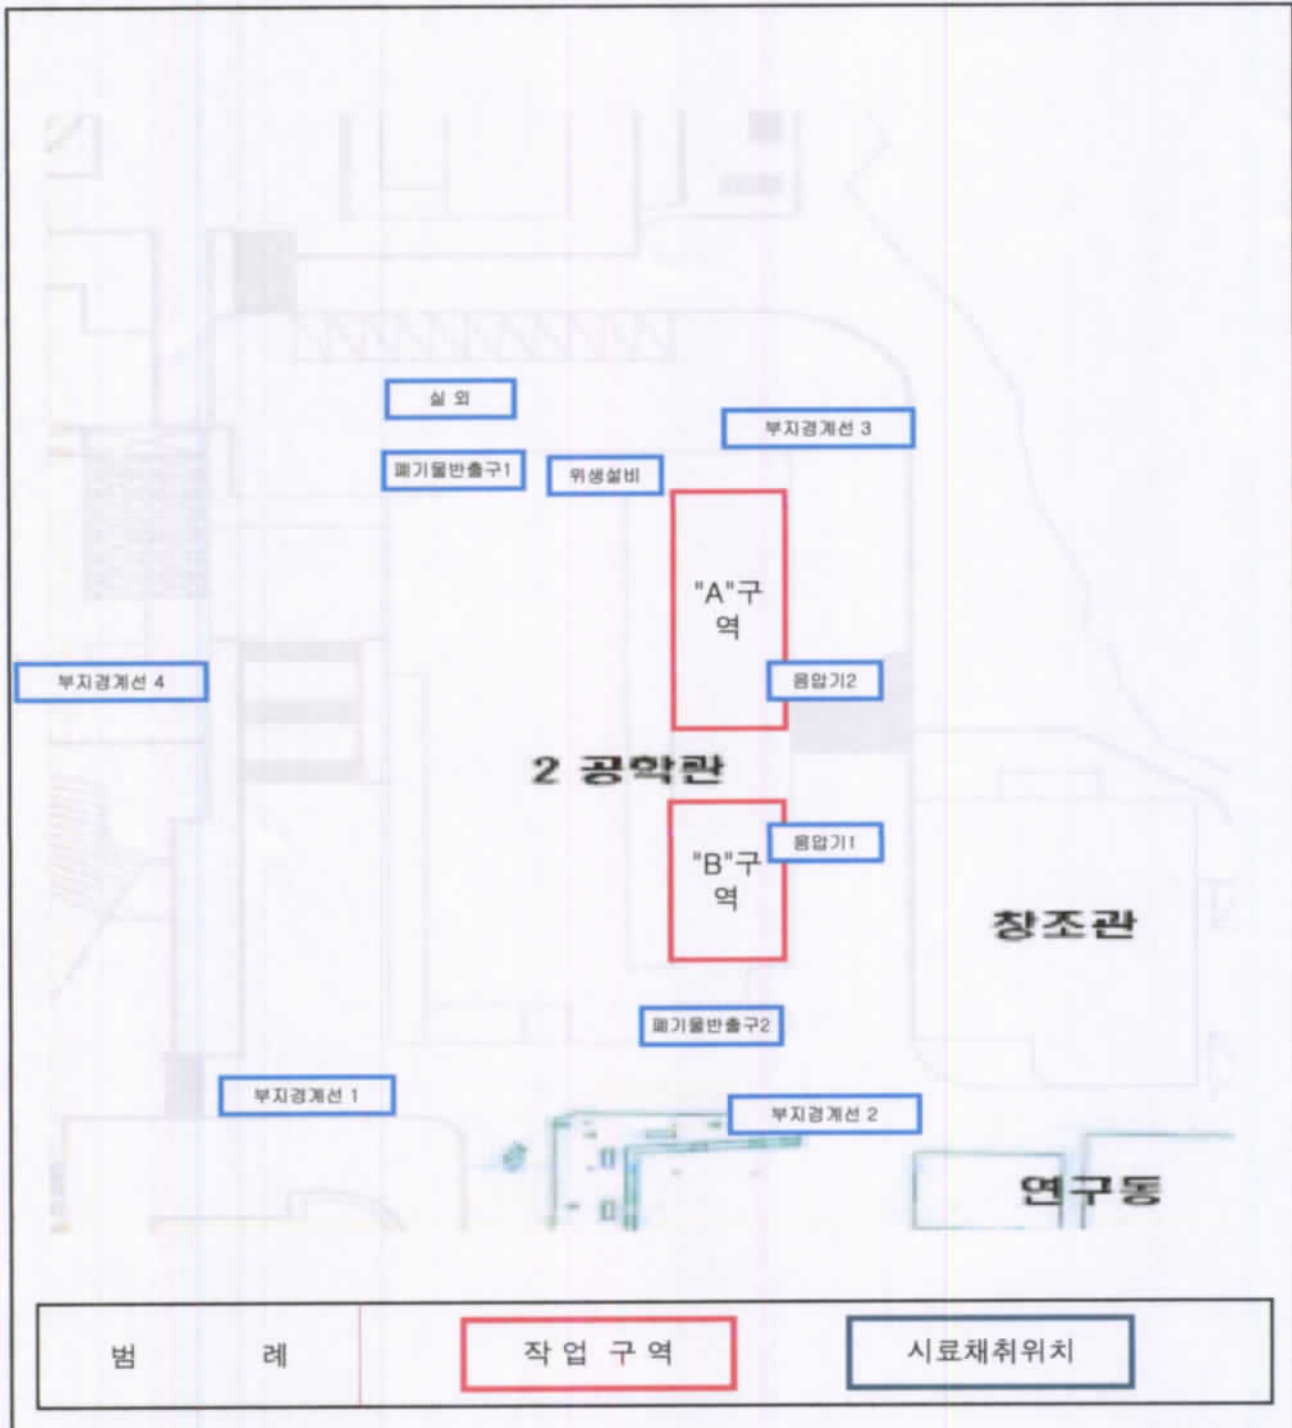 실 외
부지경계선 3
폐기물반출구1
위생설비
"A"구
역
부지경계선 4
음압기2
2 공학관
음압기1
"B"구
역
창조관
폐기물반출구2
부지경계선 1
부지경계선 2
연구동
범 례
작 업 구 역
시료채취위치